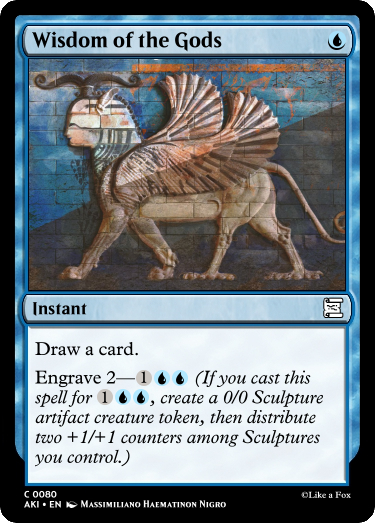 Wisdom of the Gods
Instant
Draw a card.
Engrave 2—1 (If you cast this
spell for 1, create a 0/0 Sculpture
artifact creature token, then distribute
two +1/+1 counters among Sculptures
you control.)
C 0080
AKI • EN Massimiliano Haematinon Nigro
©Like a Fox